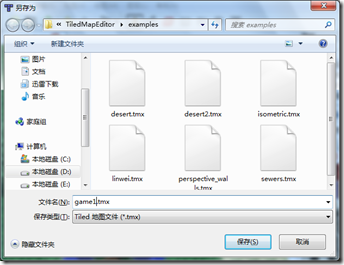 另存为
« TiledMapEditor ▸ examples
搜索 examples
组织 新建文件夹
图片
文档
迅雷下载
音乐
家庭组
计算机
本地磁盘 (C:)
本地磁盘 (D:)
本地磁盘 (E:)
desert.tmx
desert2.tmx
isometric.tmx
linwei.tmx
perspective_wa
lls.tmx
sewers.tmx
文件名(N): game1.tmx
保存类型(T): Tiled 地图文件 (*.tmx)
隐藏文件夹
保存(S)
取消